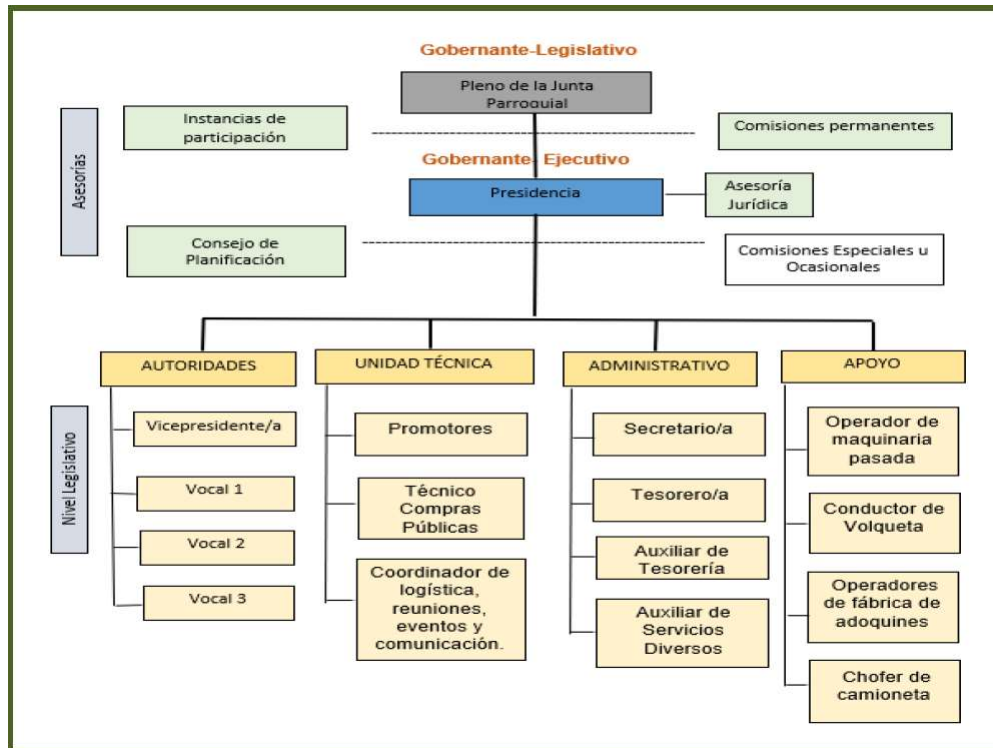 Gobernante-Legislativo
Pleno de la Junta
Parroquial
Instancias de
participación
Comisiones permanentes
Asesorías
Gobernante- Ejecutivo
Presidencia
Asesoría
Jurídica
Consejo de
Planificación
Comisiones Especiales u
Ocasionales
AUTORIDADES
UNIDAD TÉCNICA
ADMINISTRATIVO
APOYO
Nivel Legislativo
Vicepresidente/a
Vocal 1
Vocal 2
Vocal 3
Promotores
Técnico
Compras
Públicas
Coordinador de
logística,
reuniones,
eventos y
comunicación.
Secretario/a
Tesorero/a
Auxiliar de
Tesorería
Auxiliar de
Servicios
Diversos
Operador de
maquinaria
pasada
Conductor de
Volqueta
Operadores
de fábrica de
adoquines
Chofer de
camioneta